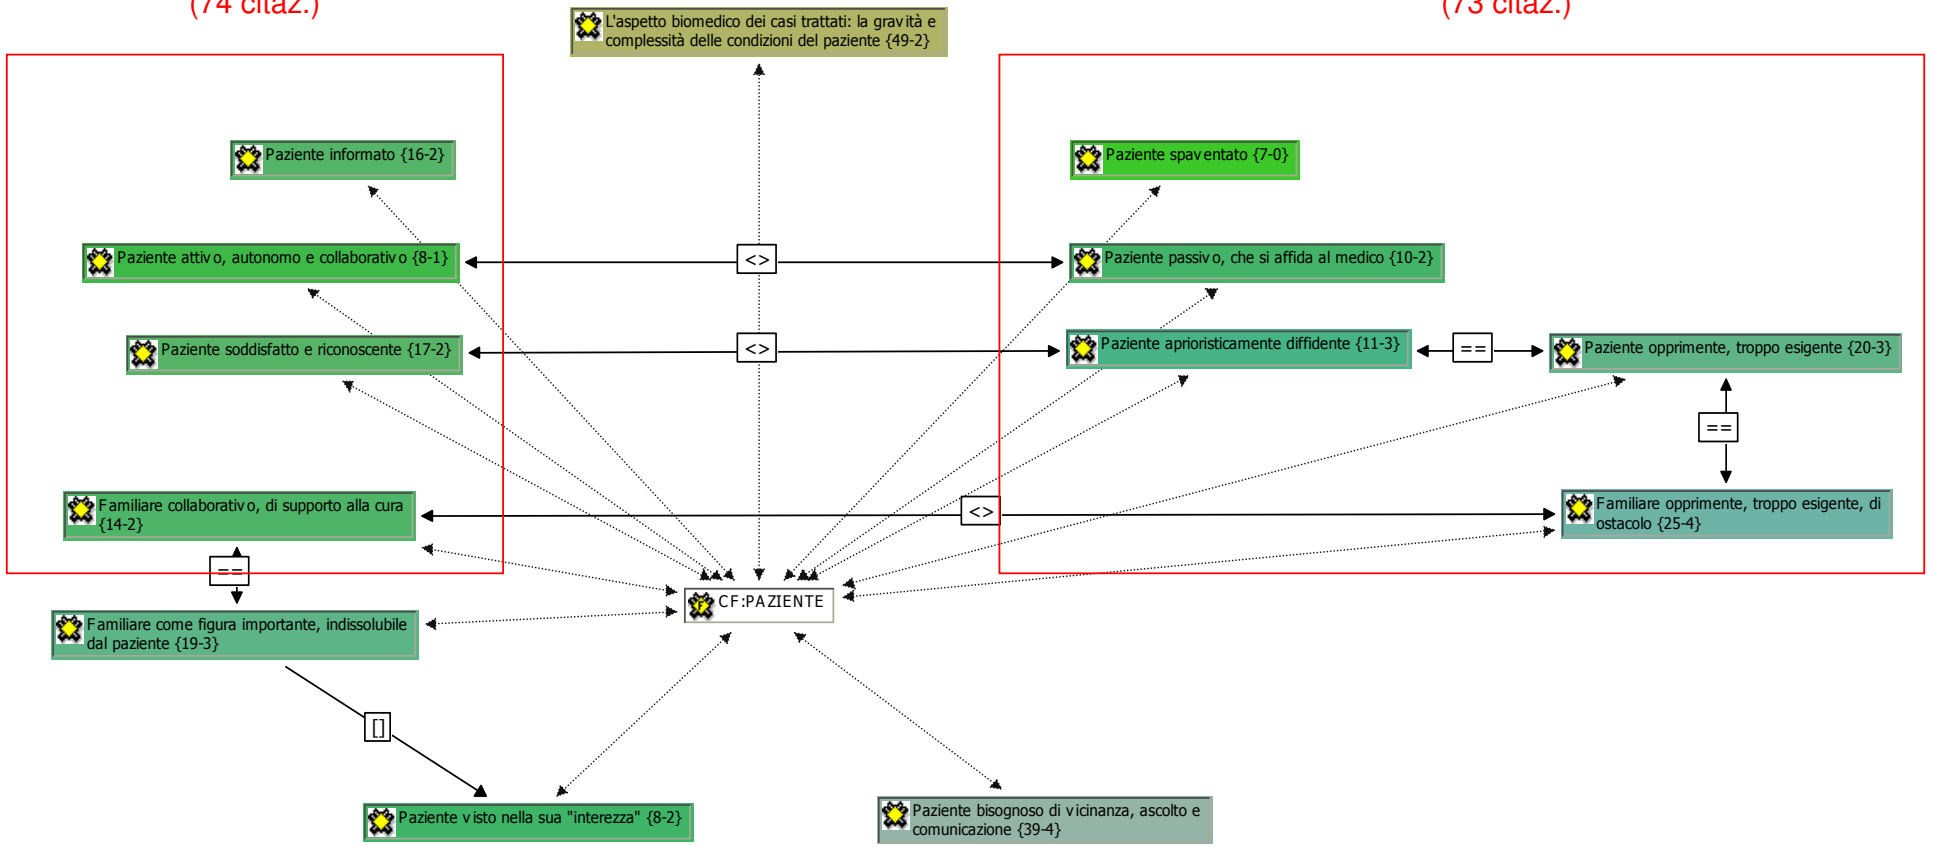 (74 citaz.)
(73 citaz.)
L'aspetto biomedico dei casi trattati: la gravità e
complessità delle condizioni del paziente {49-2}
Paziente informato {16-2}
Paziente spaventato {7-0}
Paziente attivo, autonomo e collaborativo {8-1}
<>
Paziente passivo, che si affida al medico {10-2}
Paziente soddisfatto e riconoscente {17-2}
<>
Paziente aprioristicamente diffidente {11-3}
==
Paziente opprimente, troppo esigente {20-3}
==
Familiare collaborativo, di supporto alla cura
{14-2}
<>
Familiare opprimente, troppo esigente, di
ostacolo {25-4}
==
CF:PAZIENTE
Familiare come figura importante, indissolubile
dal paziente {19-3}
[]
Paziente visto nella sua "interezza" {8-2}
Paziente bisognoso di vicinanza, ascolto e
comunicazione {39-4}